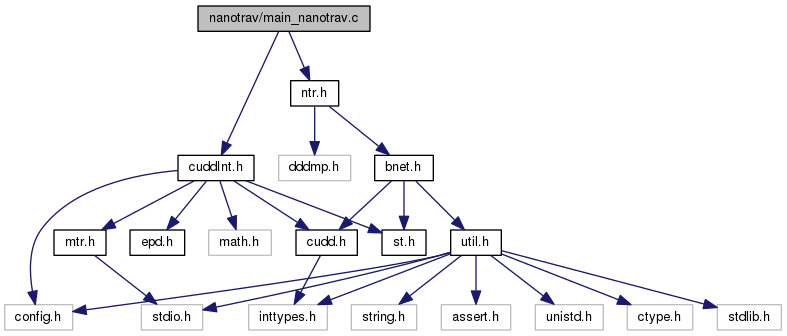 nanotrav/main_nanotrav.c
ntr.h
cuddInt.h
dddmp.h
bnet.h
mtr.h
epd.h
math.h
cudd.h
st.h
util.h
config.h
stdio.h
inttypes.h
string.h
assert.h
unistd.h
ctype.h
stdlib.h